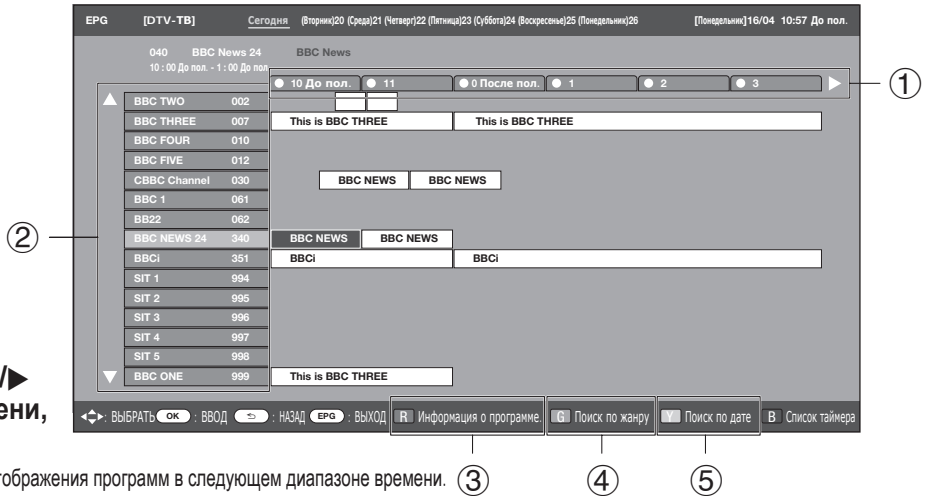 EPG [DTV-TB] Сегодня (Вторник)20 (Среда)21 (Четверг)22 (Пятница)23 (Суббота)24 (Воскресенье)25 (Понедельник)26 [Понедельник]16/04 10:57 До пол.
040 BBC News 24 BBC News
10 : 00 До пол. - 1 : 00 До пол
10 До пол. 11 0 После пол. 1 2 3
①
BBC TWO 002
BBC THREE 007 This is BBC THREE This is BBC THREE
BBC FOUR 010
BBC FIVE 012
CBBC Channel 030 BBC NEWS BBC NEWS
BBC 1 061
BB22 062
②
BBC NEWS 24 340 BBC NEWS BBC NEWS
BBCi 351 BBCi BBCi
SIT 1 994
SIT 2 995
SIT 3 996
SIT 4 997
SIT 5 998
BBC ONE 999 This is BBC THREE
/▶
ени,
: ВЫБРАТЬ OK : ВВОД : НАЗАД EPG : ВЫХОД R Информация о программе. G Поиск по жанру Y Поиск по дате B Список таймера
тображения программ в следующем диапазоне времени.
③ ④ ⑤